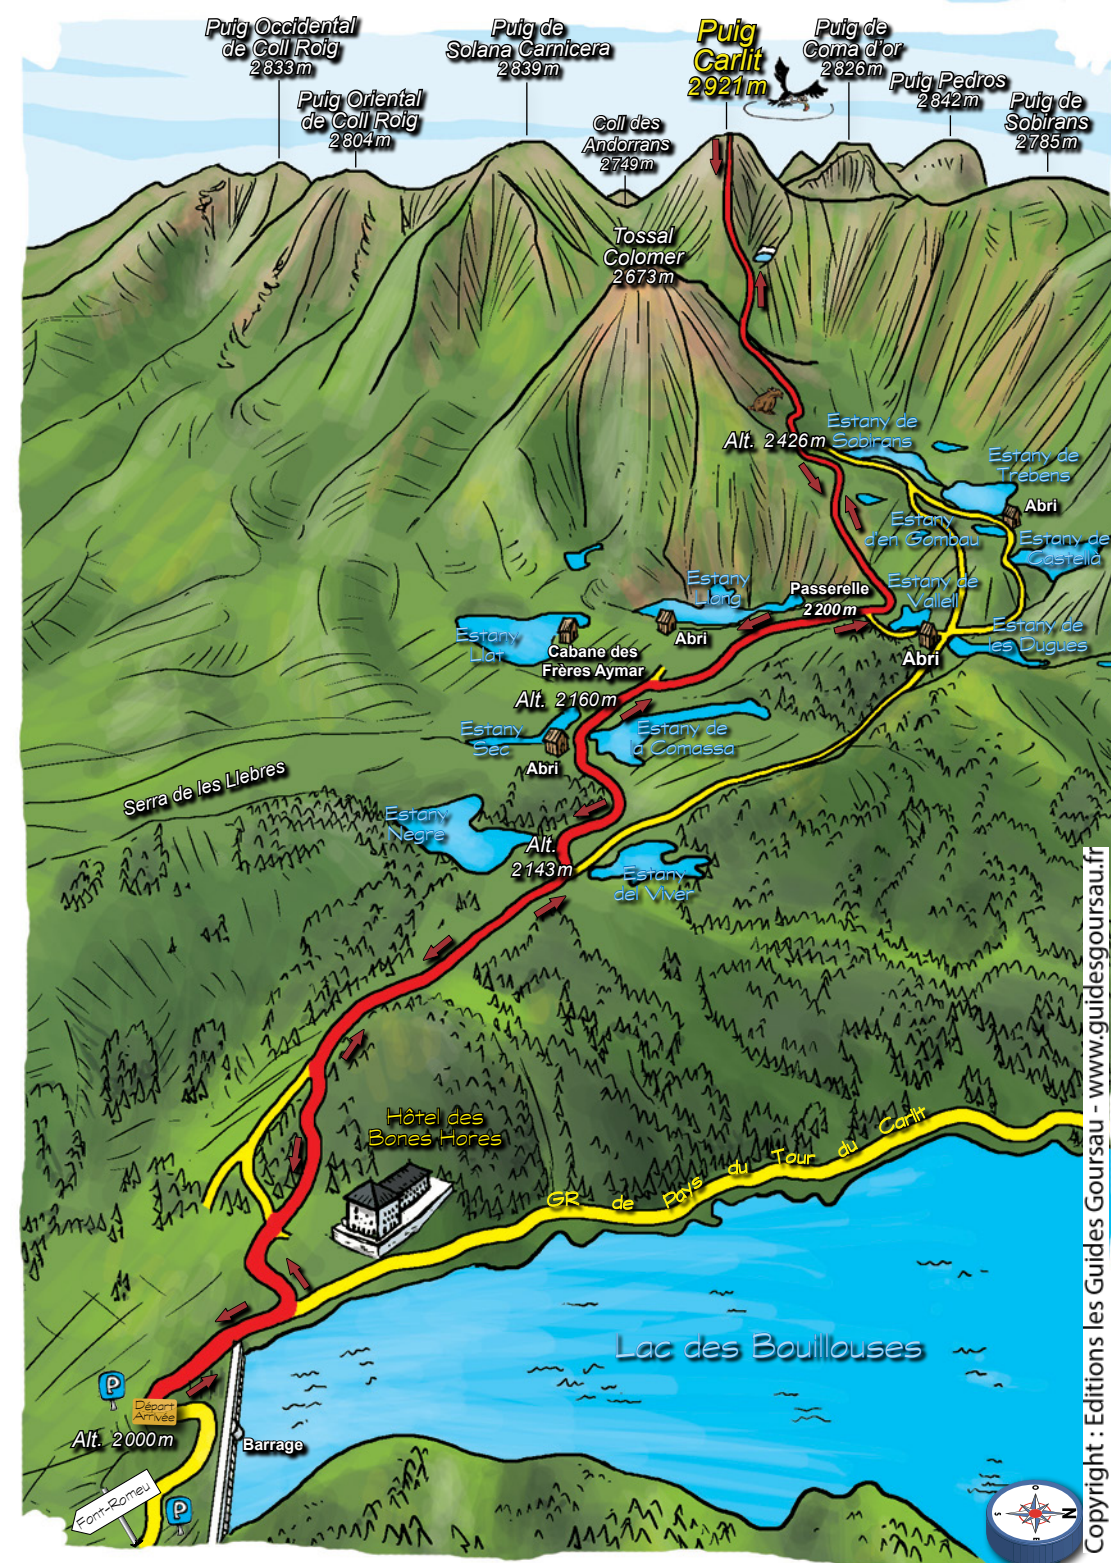 Puig Occidental
de Coll Roig
2833m
Puig de
Solana Carnicera
2839m
Puig
Carlit
2921m
Puig de
Coma d'or
2826m
Puig Pedros
2842m
Puig de
Sobirans
2785m
Puig Oriental
de Coll Roig
2804m
Coll des
Andorrans
2749m
Tossal
Colomer
2673m
Alt. 2426m
Estany de
Sobirans
Estany de
Trebens
Abri
Estany
d'en Gombau
Estany de
Castellà
Estany
Llong
Passerelle
2200m
Estany de
Vallell
Estany de
les Dugues
Abri
Abri
Estany
Llat
Cabane des
Frères Aymar
Alt. 2160m
Estany
Sec
Abri
Estany de
la Comassa
Serra de les Llebres
Estany
Negre
Alt.
2143m
Estany
del Viver
Hôtel des
Bones Hores
GR de Pays du Tour du Carlit
Lac des Bouillouses
P
Départ
Arrivée
Alt. 2000m
Barrage
Font-Romeu
P
O
N
S
E
Copyright : Editions les Guides Goursau - www.guidesgoursau.fr